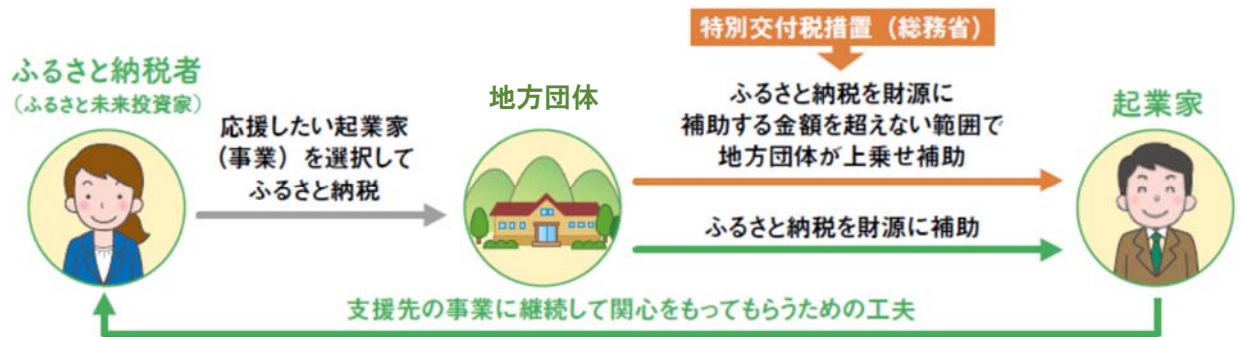 特別交付税措置（総務省）
ふるさと納税者
（ふるさと未来投資家）
応援したい起業家
（事業）を選択して
ふるさと納税
地方団体
ふるさと納税を財源に
補助する金額を超えない範囲で
地方団体が上乗せ補助
ふるさと納税を財源に補助
起業家
支援先の事業に継続して関心をもってもらうための工夫